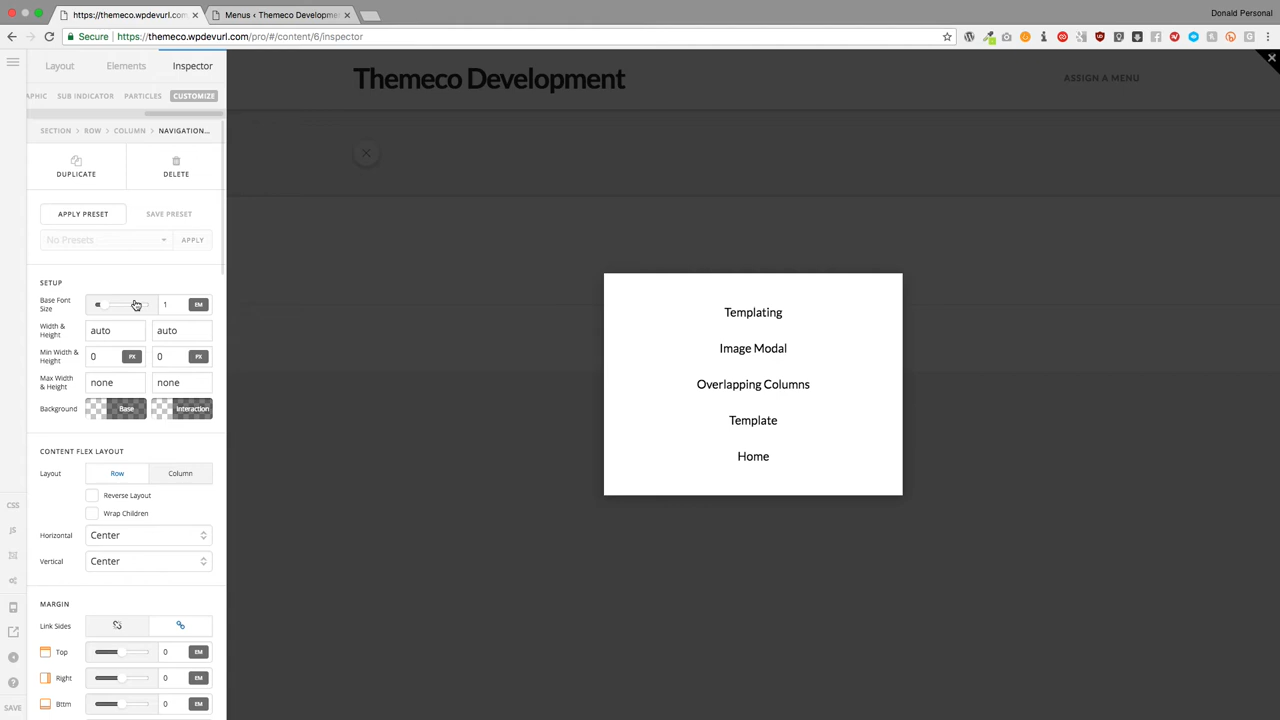 https://themeco.wpdevurl.com
Menus ‹ Themeco Developmen
Donald Personal
Secure
https://themeco.wpdevurl.com/pro/#/content/6/inspector
Layout
Elements
Inspector
APHIC
SUB INDICATOR
PARTICLES
CUSTOMIZE
SECTION > ROW > COLUMN > NAVIGATION...
DUPLICATE
DELETE
APPLY PRESET
SAVE PRESET
No Presets
APPLY
SETUP
Base Font
Size
1
EM
Width &
Height
auto
auto
Min Width &
Height
0
PX
0
PX
Max Width
& Height
none
none
Background
Base
Interaction
CONTENT FLEX LAYOUT
Layout
Row
Column
Reverse Layout
Wrap Children
Horizontal
Center
Vertical
Center
MARGIN
Link Sides
Top
0
EM
Right
0
EM
Bttm
0
EM
CSS
JS
SAVE
Themeco Development
ASSIGN A MENU
Templating
Image Modal
Overlapping Columns
Template
Home